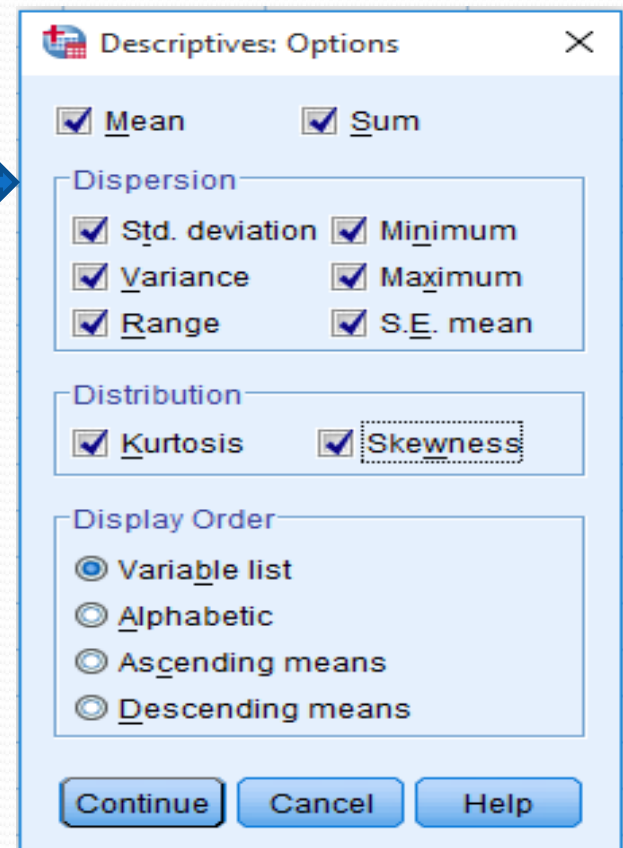 Descriptives: Options
Mean Sum
Dispersion
Std. deviation Minimum
Variance Maximum
Range S.E. mean
Distribution
Kurtosis Skewness
Display Order
Variable list
Alphabetic
Ascending means
Descending means
Continue Cancel Help